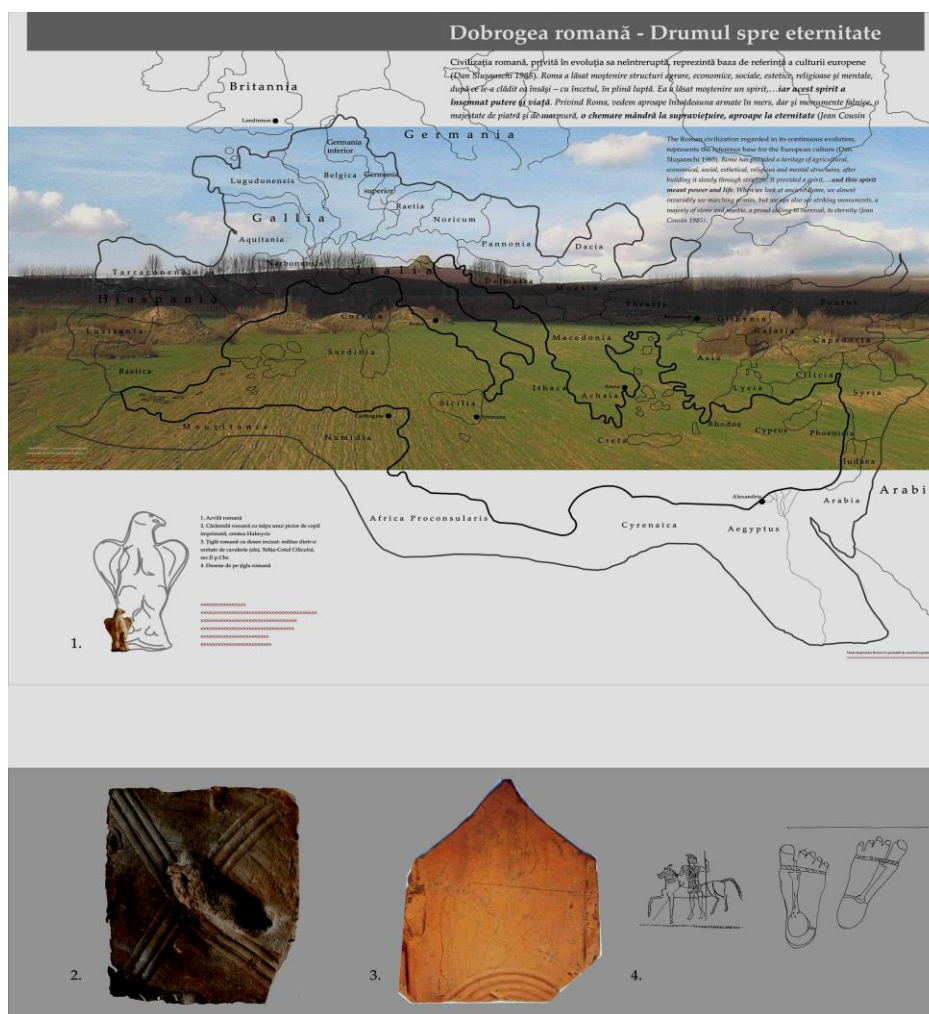 Dobrogea romană - Drumul spre eternitate
Civilizația romană, privită în evoluția sa neîntreruptă, reprezintă baza de referință a culturii europene
(Dan Slușanschi 1985). Roma a lăsat moștenire structuri agrare, economice, sociale, estetice, religioase și mentale,
după ce le-a clădit ea însăși – cu încetul, în plină luptă. Ea a lăsat moștenire un spirit,…iar acest spirit a
însemnat putere și viață. Privind Roma, vedem aproape întotdeauna armate în mers, dar și monumente falnice, o
majestate de piatră și de marmură, o chemare mândră la supraviețuire, aproape la eternitate (Jean Cousin
The Roman civilization regarded in its continuous evolution,
represents the reference base for the European culture (Dan
Slușanschi 1985). Rome has provided a heritage of agricultural,
economical, social, esthetical, religious and mental structures, after
building it slowly through struggle. It provided a spirit,…and this spirit
meant power and life. When we look at ancient Rome, we almost
invariably see marching armies, but we can also see striking monuments, a
majesty of stone and marble, a proud calling to survival, to eternity (Jean
Cousin 1985).
Britannia
Londinium
Germania
Germania
inferior
Belgica
Germania
superior
Lugudunensis
Raetia
Noricum
Gallia
Aquitania
Pannonia
Dacia
Narbonensis
Italia
Tarraconensis
Dalmatia
Moesia
Hiaspania
Thracia
Pontus
Corsica
Roma
Bithynia
Lusitania
Galatia
Macedonia
Capadocia
Sardinia
Asia
Baetica
Cilicia
Ithaca
Atena
Lycia
Syria
Achaia
Sicilia
Carthagina
Syracuza
Rhodos
Mauritania
Cyprus
Phoenicia
Numidia
Creta
Iudaea
Arabi
Alexandria
Arabia
Africa Proconsularis
Cyrenaica
Aegyptus
1. Acvilă romană
2. Cărămidă romană cu talpa unui picior de copil
imprimată, cetatea Halmyris
3. Țiglă romană cu desen incizat: militar dintr-o
unitate de cavalerie (ala), Telița-Cotul Cilicului,
sec.II p.Chr.
4. Desene de pe țigla romană
1.
2.
3.
4.